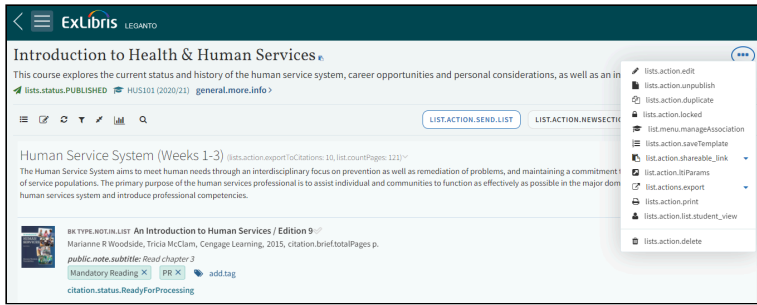 ExLibris LEGANTO
Introduction to Health & Human Services
This course explores the current status and history of the human service system, career opportunities and personal considerations, as well as an in
lists.status.PUBLISHED HUS101 (2020/21) general.more.info >
LIST.ACTION.SEND.LIST LIST.ACTION.NEWSECTIO
lists.action.edit
lists.action.unpublish
lists.action.duplicate
lists.action.locked
list.menu.manageAssociation
lists.action.saveTemplate
list.action.shareable_link
list.action.ltiParams
list.actions.export
lists.action.print
lists.action.list.student_view
lists.action.delete
Human Service System (Weeks 1-3) (lists.action.exportToCitations: 10, list.countPages: 121)
The Human Service System aims to meet human needs through an interdisciplinary focus on prevention as well as remediation of problems, and maintaining a commitment t
of service populations. The primary purpose of the human services professional is to assist individual and communities to function as effectively as possible in the major dom
human services system and introduce professional competencies.
BK TYPE.NOT.IN.LIST An Introduction to Human Services / Edition 9
Marianne R Woodside, Tricia McClam, Cengage Learning, 2015, citation.brief.totalPages p.
public.note.subtitle: Read chapter 3
Mandatory Reading X PR X add.tag
citation.status.ReadyForProcessing